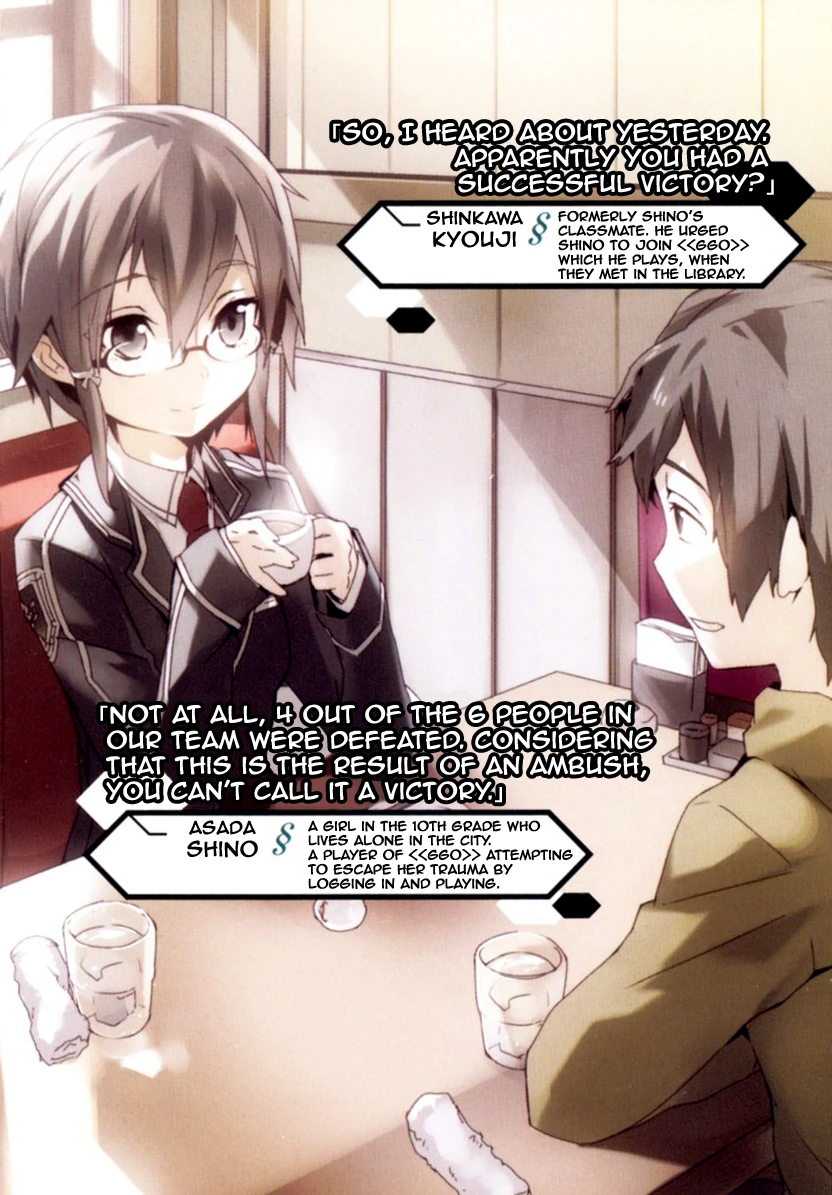 「SO, I HEARD ABOUT YESTERDAY.
APPARENTLY YOU HAD A
SUCCESSFUL VICTORY?」
SHINKAWA
KYOUJI
§
FORMERLY SHINO'S
CLASSMATE. HE URGED
SHINO TO JOIN <<GGO>>
WHICH HE PLAYS, WHEN
THEY MET IN THE LIBRARY.
「NOT AT ALL, 4 OUT OF THE 6 PEOPLE IN
OUR TEAM WERE DEFEATED. CONSIDERING
THAT THIS IS THE RESULT OF AN AMBUSH,
YOU CAN'T CALL IT A VICTORY.」
ASADA
SHINO
§
A GIRL IN THE 10TH GRADE WHO
LIVES ALONE IN THE CITY.
A PLAYER OF <<GGO>> ATTEMPTING
TO ESCAPE HER TRAUMA BY
LOGGING IN AND PLAYING.